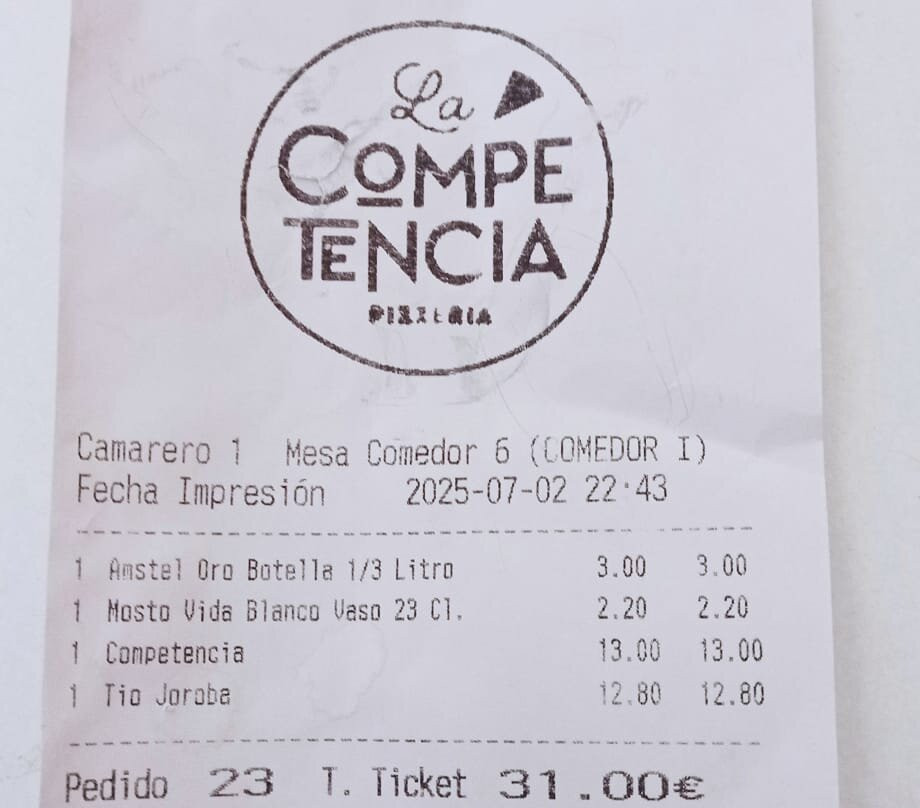 La
COMPE
TENCIA
PIZZERIA
Camarero 1 Mesa Comedor 6 (COMEDOR I)
Fecha Impresión 2025-07-02 22:43
1 Amstel Oro Botella 1/3 Litro 3.00 3.00
1 Mosto Vida Blanco Vaso 23 Cl. 2.20 2.20
1 Competencia 13.00 13.00
1 Tio Joroba 12.80 12.80
Pedido 23 T. Ticket 31.00€